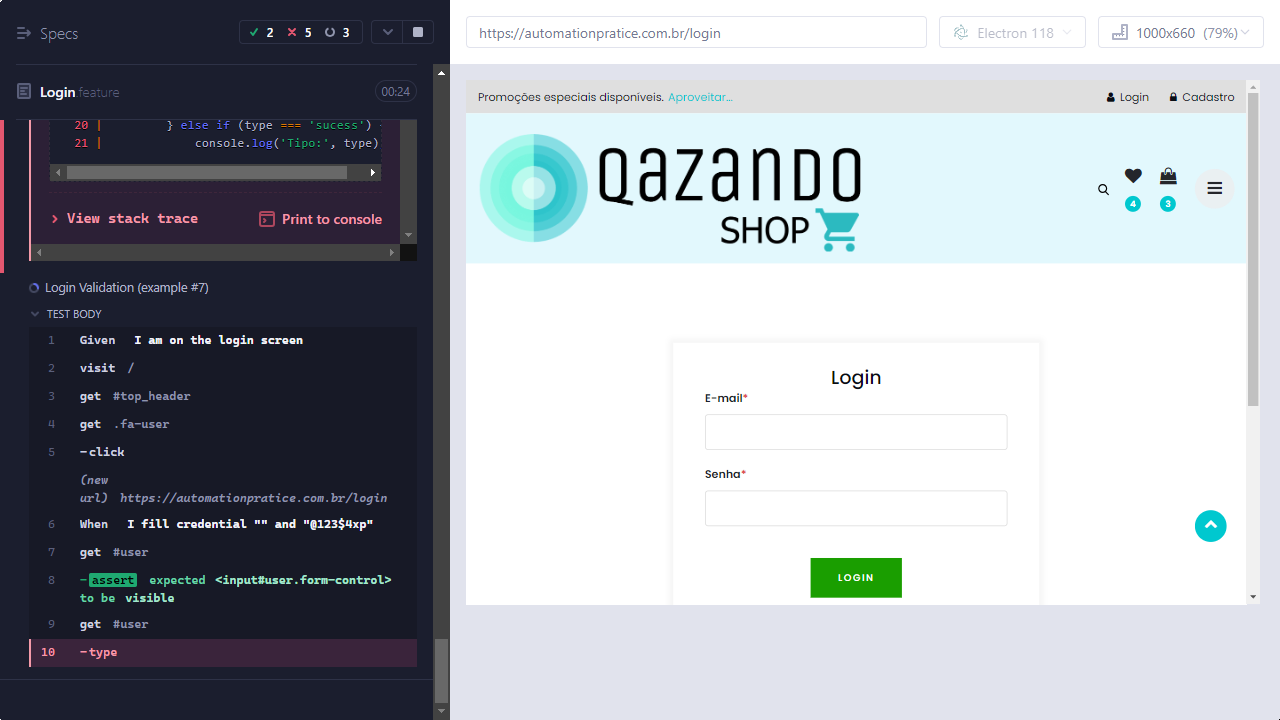 Specs
2 5 3
Login.feature
00:24
20 | } else if (type === 'sucess')
21 | console.log('Tipo:', type)
View stack trace
Print to console
Login Validation (example #7)
TEST BODY
1 Given I am on the login screen
2 visit /
3 get #top_header
4 get .fa-user
5 -click
(new
url) https://automationpratice.com.br/login
6 When I fill credential "" and "@123$4xp"
7 get #user
8 -assert expected <input#user.form-control>
to be visible
9 get #user
10 -type
https://automationpratice.com.br/login
Electron 118
1000x660 (79%)
Promoções especiais disponíveis. Aproveitar...
Login
Cadastro
QAZANDO
SHOP
4
3
Login
E-mail*
Senha*
LOGIN